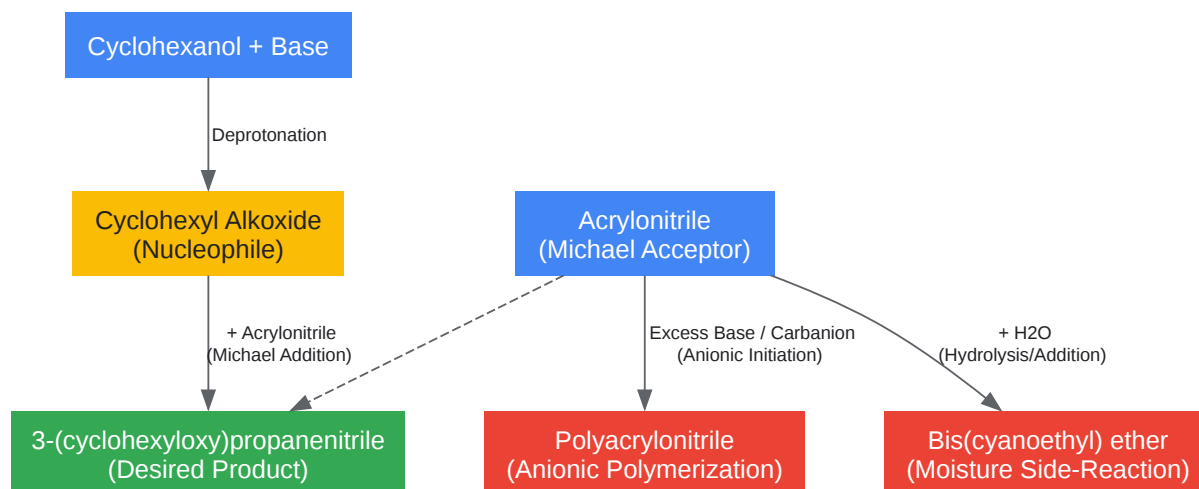 Cyclohexanol + Base
Deprotonation
Cyclohexyl Alkoxide
(Nucleophile)
Acrylonitrile
(Michael Acceptor)
+ Acrylonitrile
(Michael Addition)
Excess Base / Carbanion
(Anionic Initiation)
+ H2O
(Hydrolysis/Addition)
3-(cyclohexyloxy)propanenitrile
(Desired Product)
Polyacrylonitrile
(Anionic Polymerization)
Bis(cyanoethyl) ether
(Moisture Side-Reaction)